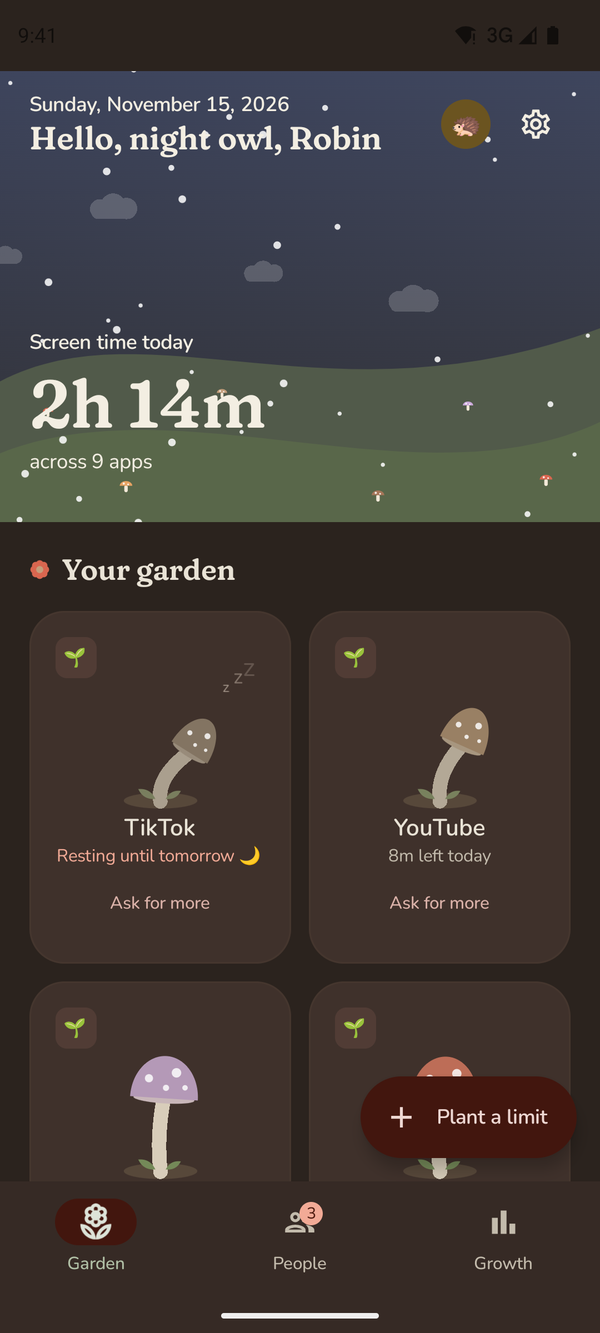 9:41
3G
Sunday, November 15, 2026
Hello, night owl, Robin
Screen time today
2h 14m
across 9 apps
Your garden
z z Z
TikTok
Resting until tomorrow 🌙
Ask for more
YouTube
8m left today
Ask for more
+ Plant a limit
Garden
3
People
Growth